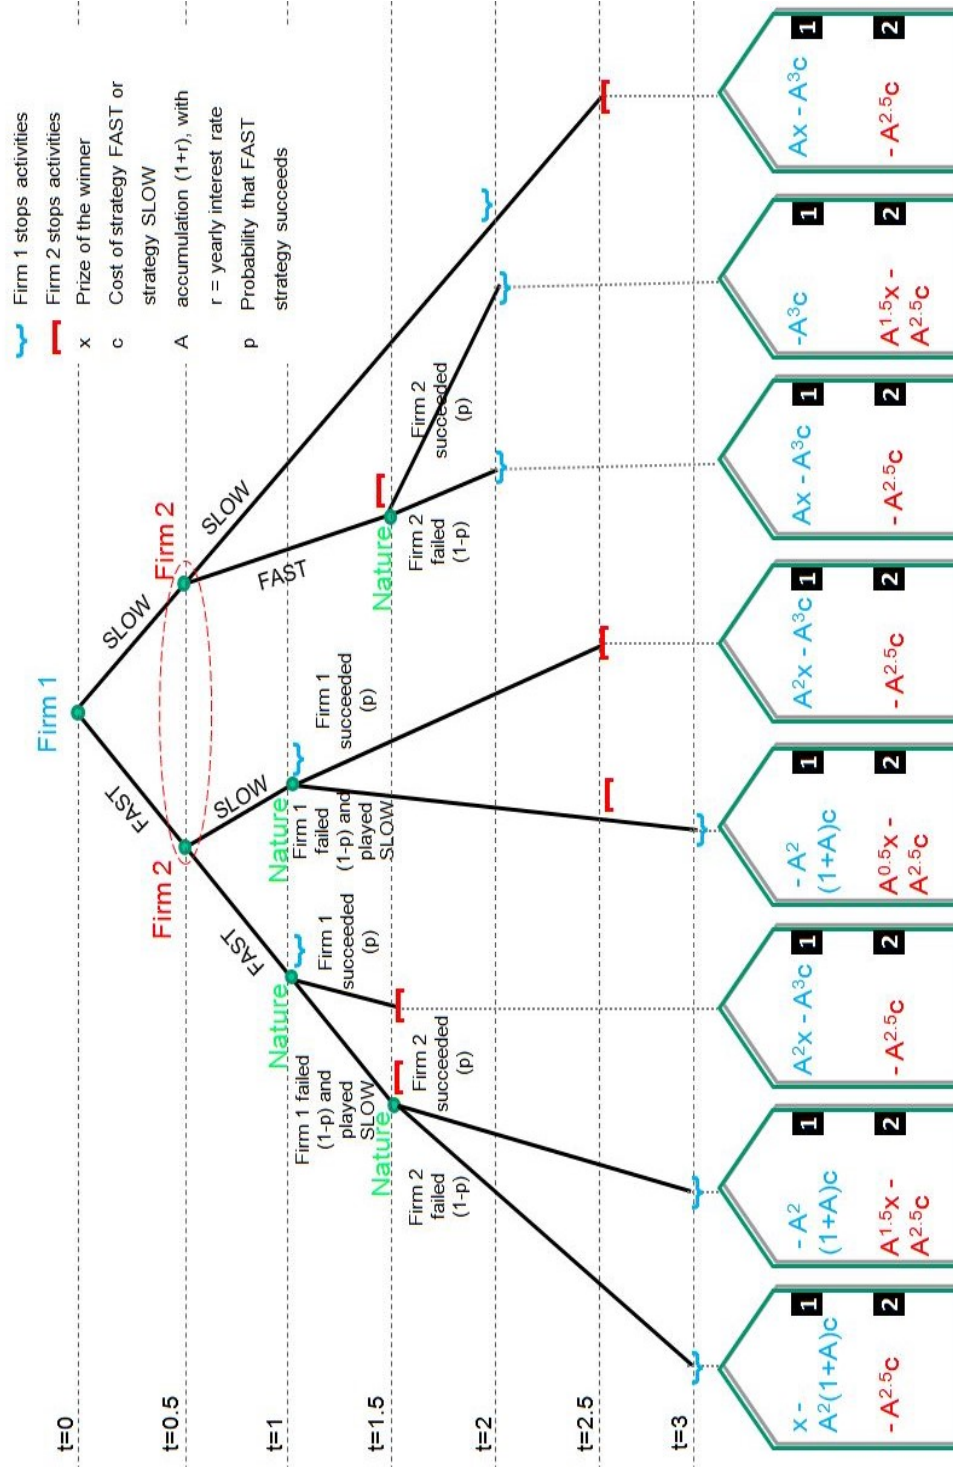 Firm 1 stops activities
Firm 2 stops activities
x Prize of the winner
c Cost of strategy FAST or
strategy SLOW
A accumulation (1+r), with
r = yearly interest rate
p Probability that FAST
strategy succeeds
t=0
t=0.5
t=1
t=1.5
t=2
t=2.5
t=3
Firm 1
FAST
SLOW
Firm 2
Firm 2
FAST
SLOW
FAST
SLOW
Nature
Firm 1 failed
(1-p) and
played
SLOW
Firm 1
succeeded
(p)
Nature
Firm 1
failed
(1-p) and
played
SLOW
Firm 1
succeeded
(p)
Nature
Firm 2
failed
(1-p)
Firm 2
succeeded
(p)
Nature
Firm 2
failed
(1-p)
Firm 2
succeeded
(p)
x -
A²(1+A)c
1
- A²·⁵c
2
- A²
(1+A)c
1
A¹·⁵x -
A²·⁵c
2
A²x - A³c
1
- A²·⁵c
2
- A²
(1+A)c
1
A⁰·⁵x -
A²·⁵c
2
A²x - A³c
1
- A²·⁵c
2
Ax - A³c
1
- A²·⁵c
2
-A³c
1
A¹·⁵x -
A²·⁵c
2
Ax - A³c
1
- A²·⁵c
2